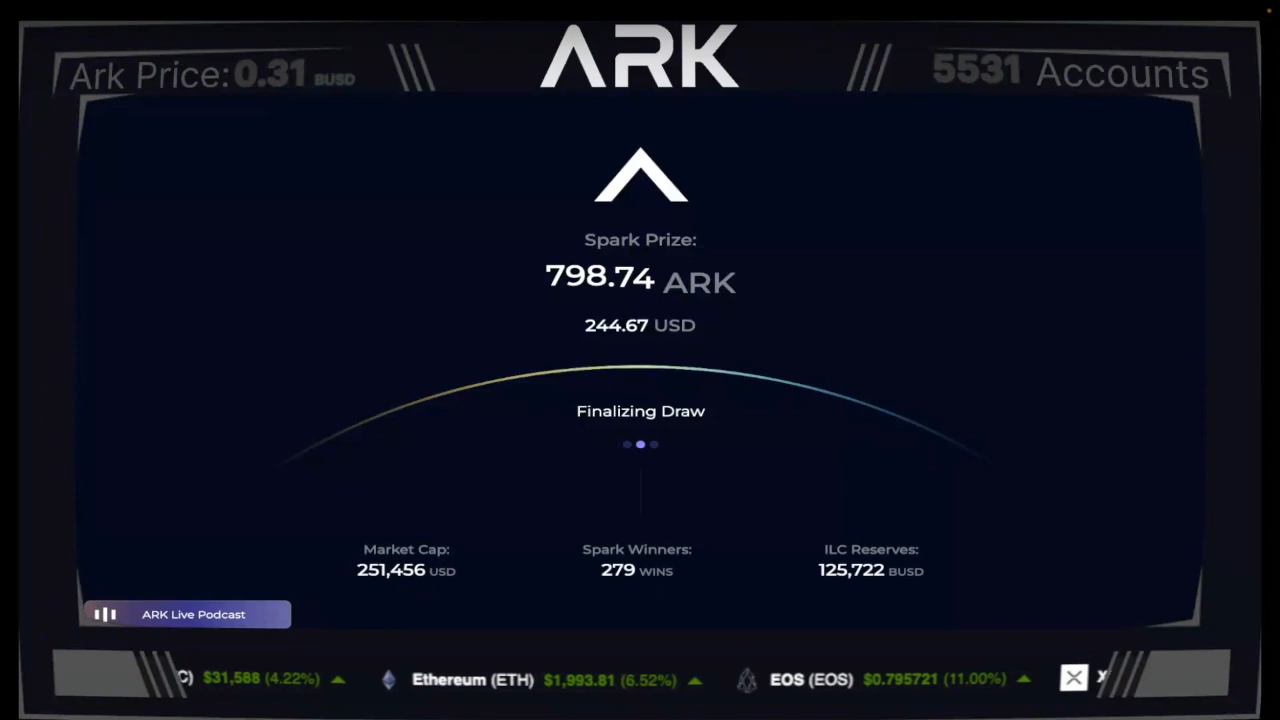 ARK
Ark Price: 0.31 BUSD
5531 Accounts
Spark Prize:
798.74 ARK
244.67 USD
Finalizing Draw
Market Cap:
251,456 USD
Spark Winners:
279 WINS
ILC Reserves:
125,722 BUSD
ARK Live Podcast
C) $31,588 (4.22%) Ethereum (ETH) $1,993.81 (6.52%) EOS (EOS) $0.795721 (11.00%)